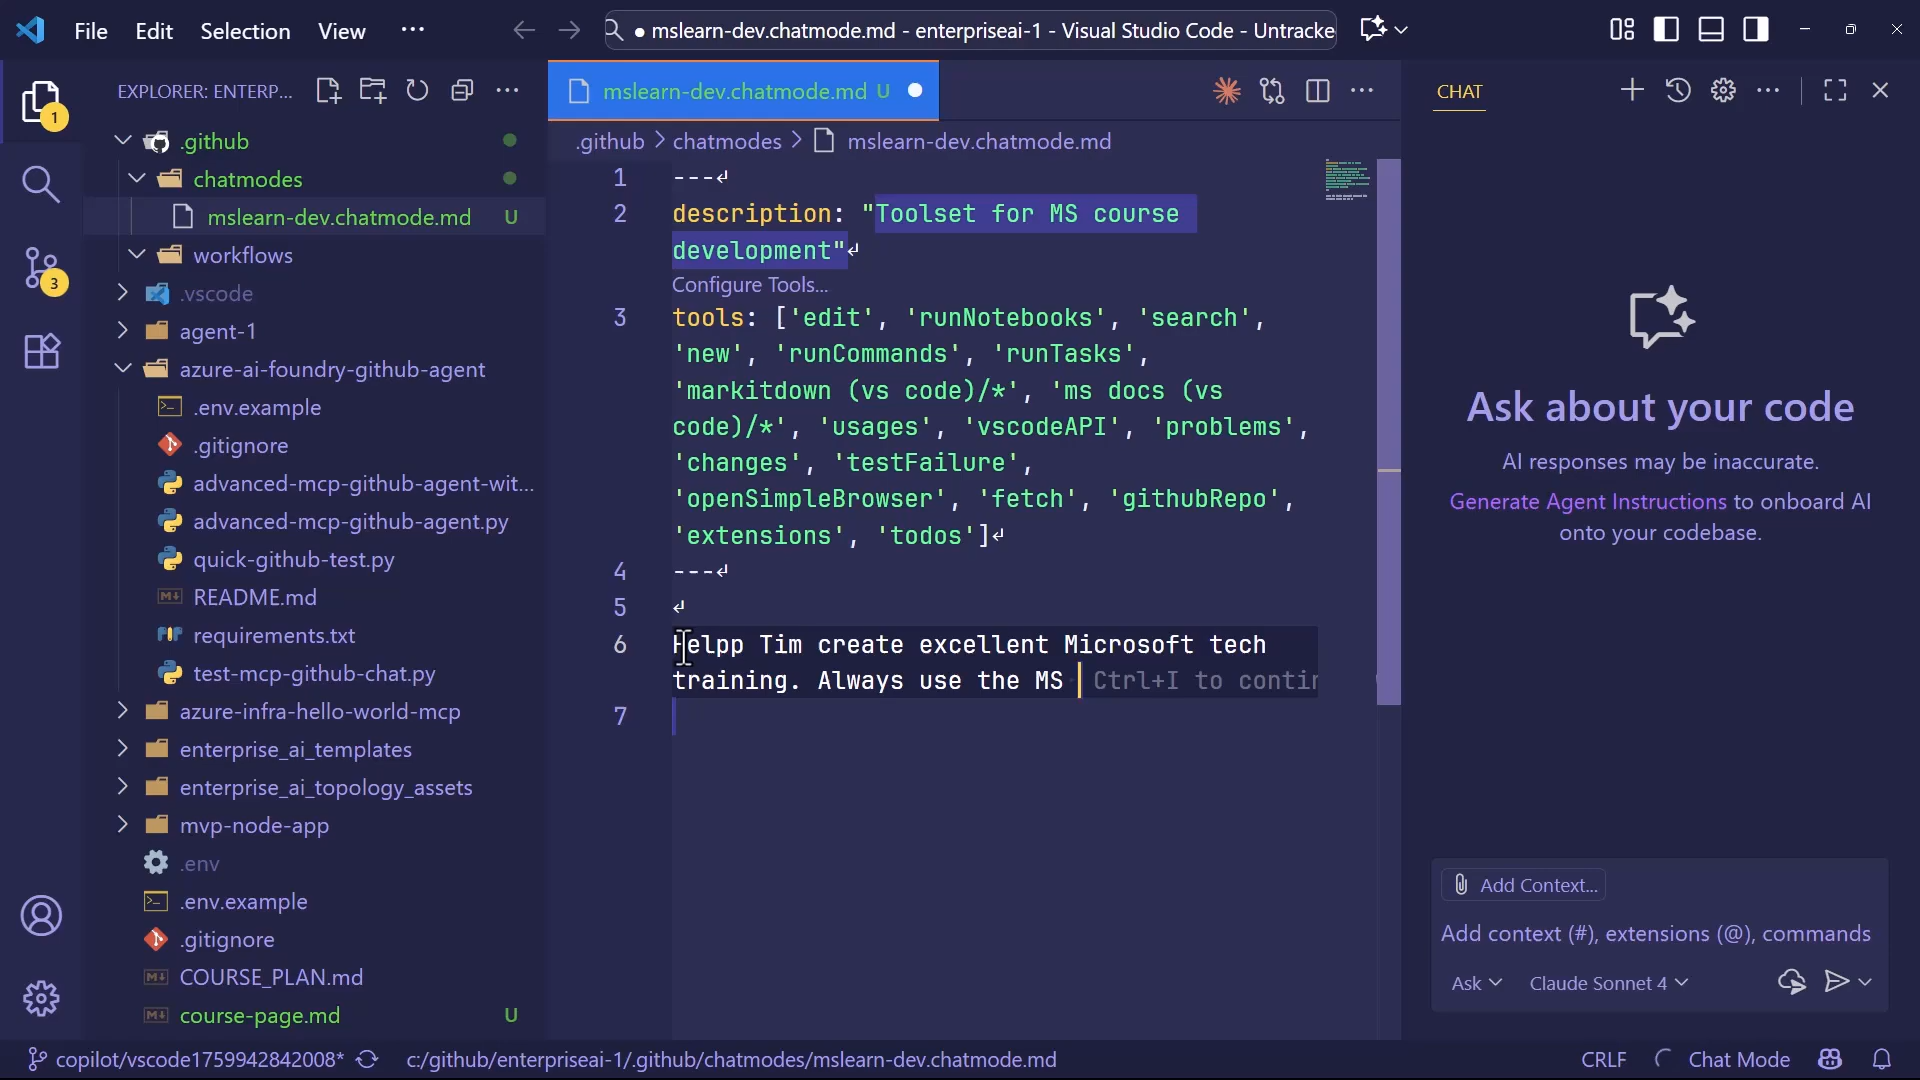 File Edit Selection View ···
● mslearn-dev.chatmode.md - enterpriseai-1 - Visual Studio Code - Untracke
1
3
EXPLORER: ENTERP...
.github
chatmodes
mslearn-dev.chatmode.md U
workflows
.vscode
agent-1
azure-ai-foundry-github-agent
.env.example
.gitignore
advanced-mcp-github-agent-wit...
advanced-mcp-github-agent.py
quick-github-test.py
README.md
requirements.txt
test-mcp-github-chat.py
azure-infra-hello-world-mcp
enterprise_ai_templates
enterprise_ai_topology_assets
mvp-node-app
.env
.env.example
.gitignore
COURSE_PLAN.md
course-page.md U
mslearn-dev.chatmode.md U
.github > chatmodes > mslearn-dev.chatmode.md
1 ---
2 description: "Toolset for MS course
development"
Configure Tools...
3 tools: ['edit', 'runNotebooks', 'search',
'new', 'runCommands', 'runTasks',
'markitdown (vs code)/*', 'ms docs (vs
code)/*', 'usages', 'vscodeAPI', 'problems',
'changes', 'testFailure',
'openSimpleBrowser', 'fetch', 'githubRepo',
'extensions', 'todos']
4 ---
5
6 Helpp Tim create excellent Microsoft tech
training. Always use the MS Ctrl+I to contin
7
CHAT
Ask about your code
AI responses may be inaccurate.
Generate Agent Instructions to onboard AI
onto your codebase.
Add Context...
Add context (#), extensions (@), commands
Ask Claude Sonnet 4
copilot/vscode1759942842008* c:/github/enterpriseai-1/.github/chatmodes/mslearn-dev.chatmode.md CRLF Chat Mode